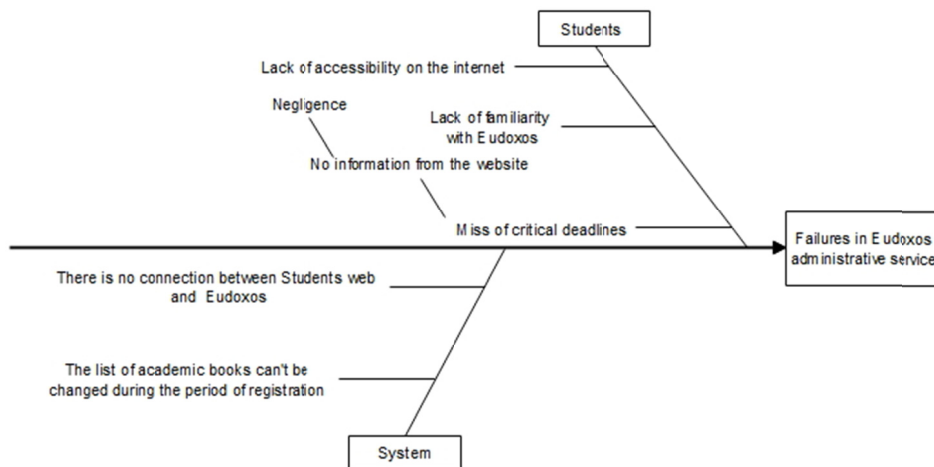 Students
Lack of accessibility on the internet
Negligence
Lack of familiarity
with Eudoxos
No information from the website
Miss of critical deadlines
Failures in Eudoxos
administrative service
There is no connection between Students web
and Eudoxos
The list of academic books can't be
changed during the period of registration
System